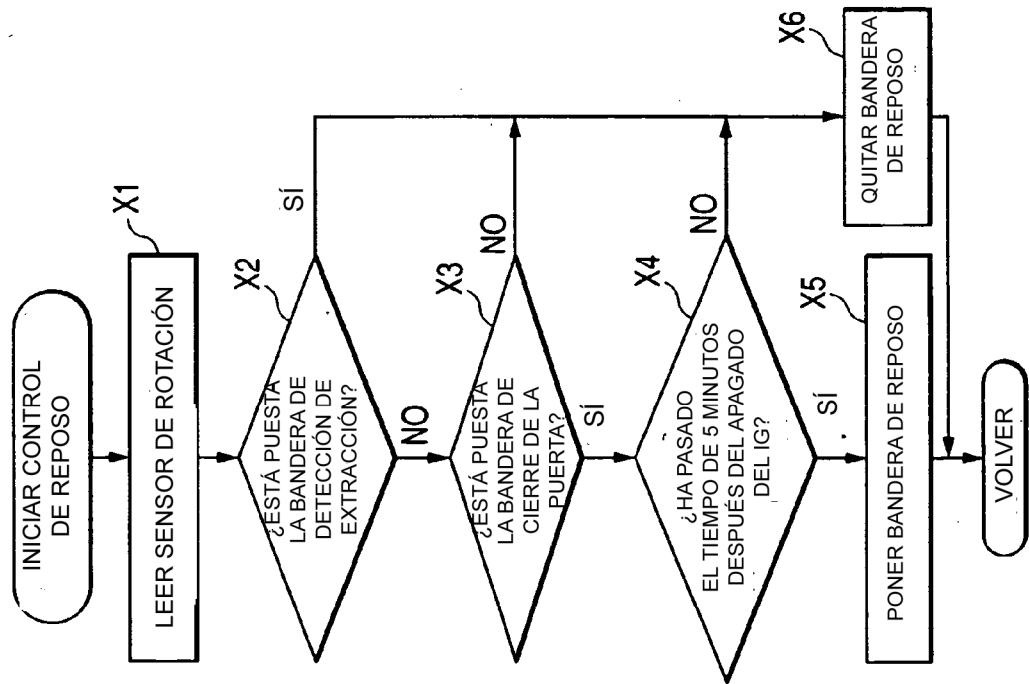 INICIAR CONTROL
DE REPOSO
X1
LEER SENSOR DE ROTACIÓN
X2
¿ESTÁ PUESTA
LA BANDERA DE
DETECCIÓN DE
EXTRACCIÓN?
SÍ
NO
X3
¿ESTÁ PUESTA
LA BANDERA DE
CIERRE DE LA
PUERTA?
NO
SÍ
X4
¿HA PASADO
EL TIEMPO DE 5 MINUTOS
DESPUÉS DEL APAGADO
DEL IG?
NO
SÍ
X5
PONER BANDERA DE REPOSO
X6
QUITAR BANDERA
DE REPOSO
VOLVER